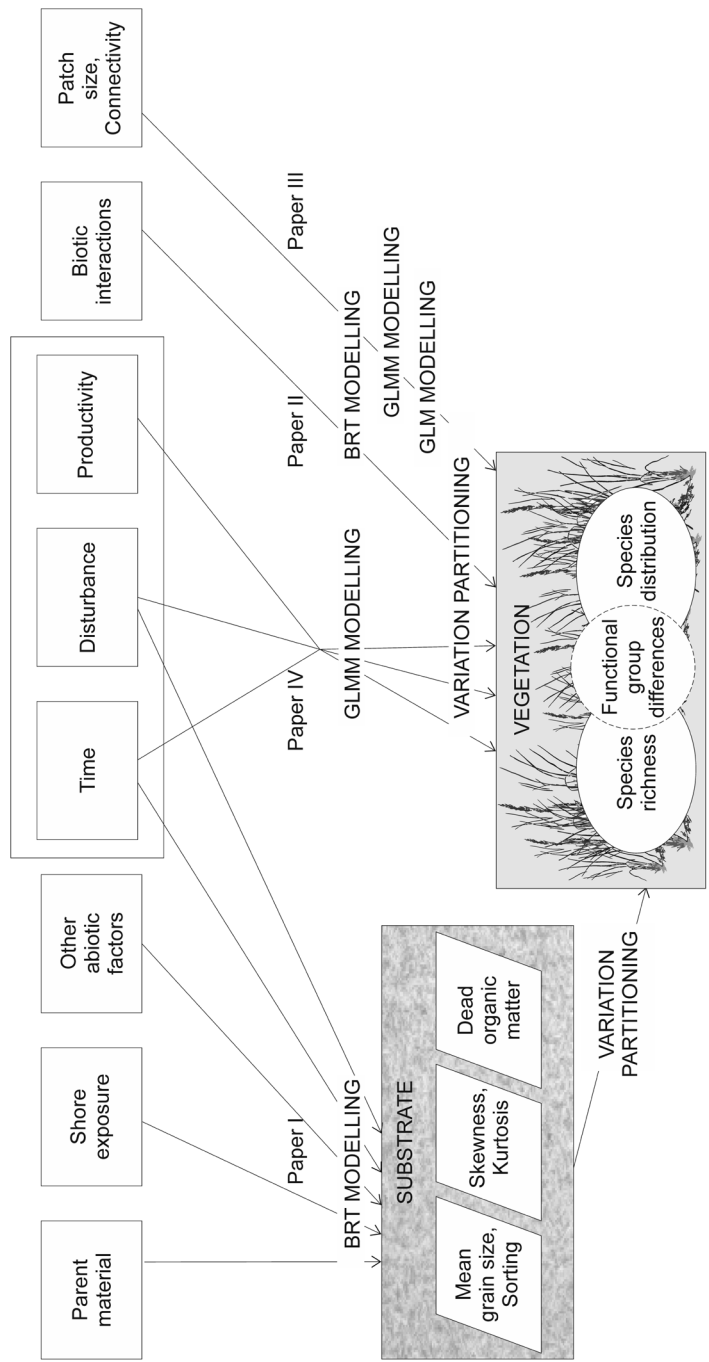 Parent
material
Shore
exposure
Other
abiotic
factors
Time
Disturbance
Productivity
Biotic
interactions
Patch
size,
Connectivity
Paper I
Paper IV
Paper II
Paper III
BRT MODELLING
GLMM MODELLING
BRT MODELLING
GLMM MODELLING
GLM MODELLING
VARIATION PARTITIONING
SUBSTRATE
Mean
grain size,
Sorting
Skewness,
Kurtosis
Dead
organic
matter
VEGETATION
Species
richness
Functional
group
differences
Species
distribution
VARIATION
PARTITIONING